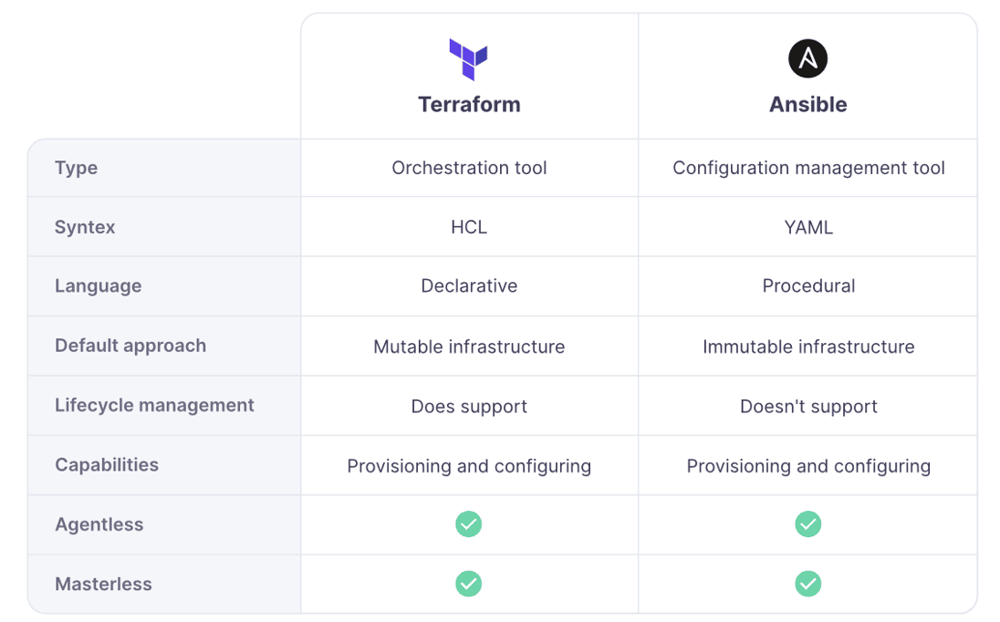 Terraform Ansible
Type Orchestration tool Configuration management tool
Syntex HCL YAML
Language Declarative Procedural
Default approach Mutable infrastructure Immutable infrastructure
Lifecycle management Does support Doesn't support
Capabilities Provisioning and configuring Provisioning and configuring
Agentless
Masterless